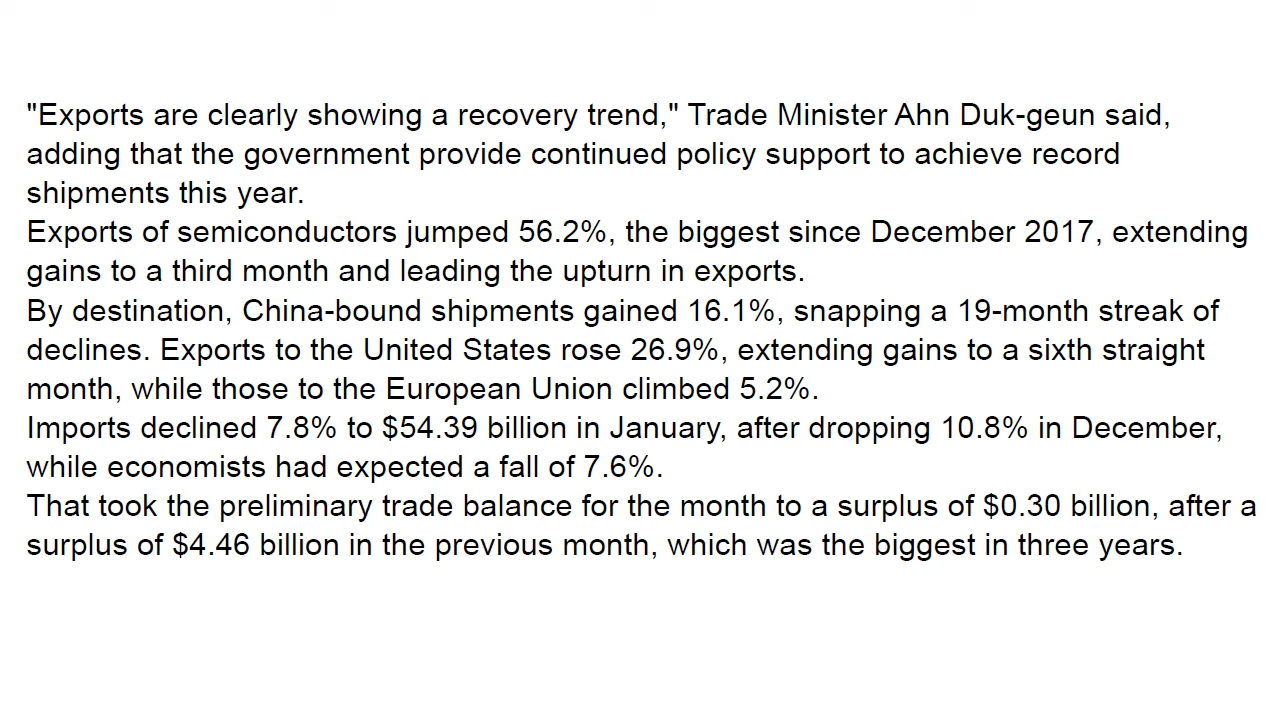 "Exports are clearly showing a recovery trend," Trade Minister Ahn Duk-geun said,
adding that the government provide continued policy support to achieve record
shipments this year.
Exports of semiconductors jumped 56.2%, the biggest since December 2017, extending
gains to a third month and leading the upturn in exports.
By destination, China-bound shipments gained 16.1%, snapping a 19-month streak of
declines. Exports to the United States rose 26.9%, extending gains to a sixth straight
month, while those to the European Union climbed 5.2%.
Imports declined 7.8% to $54.39 billion in January, after dropping 10.8% in December,
while economists had expected a fall of 7.6%.
That took the preliminary trade balance for the month to a surplus of $0.30 billion, after a
surplus of $4.46 billion in the previous month, which was the biggest in three years.